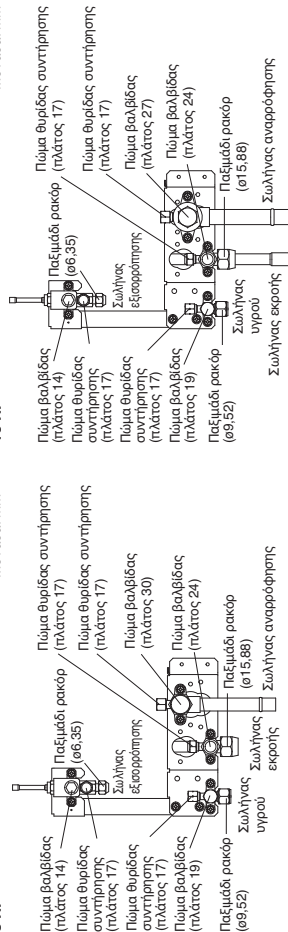 Πώμα βαλβίδας
(πλάτος 14)
Πώμα θυρίδας
συντήρησης
(πλάτος 17)
Πώμα θυρίδας
συντήρησης
(πλάτος 17)
Πώμα βαλβίδας
(πλάτος 19)
Παξιμάδι ρακόρ
(ø9,52)
Παξιμάδι ρακόρ
(ø6,35)
Σωλήνας
εξισορρόπησης
Σωλήνας
υγρού
Σωλήνας
εκροής
Πώμα θυρίδας συντήρησης
(πλάτος 17)
Πώμα θυρίδας συντήρησης
(πλάτος 17)
Πώμα βαλβίδας
(πλάτος 30)
Πώμα βαλβίδας
(πλάτος 24)
Παξιμάδι ρακόρ
(ø15,88)
Σωλήνας αναρρόφησης
Πώμα βαλβίδας
(πλάτος 14)
Πώμα θυρίδας
συντήρησης
(πλάτος 17)
Πώμα θυρίδας
συντήρησης
(πλάτος 17)
Πώμα βαλβίδας
(πλάτος 19)
Παξιμάδι ρακόρ
(ø9,52)
Παξιμάδι ρακόρ
(ø6,35)
Σωλήνας
εξισορρόπησης
Σωλήνας
υγρού
Σωλήνας εκροής
Πώμα θυρίδας συντήρησης
(πλάτος 17)
Πώμα θυρίδας συντήρησης
(πλάτος 17)
Πώμα βαλβίδας
(πλάτος 27)
Πώμα βαλβίδας
(πλάτος 24)
Παξιμάδι ρακόρ
(ø15,88)
Σωλήνας αναρρόφησης